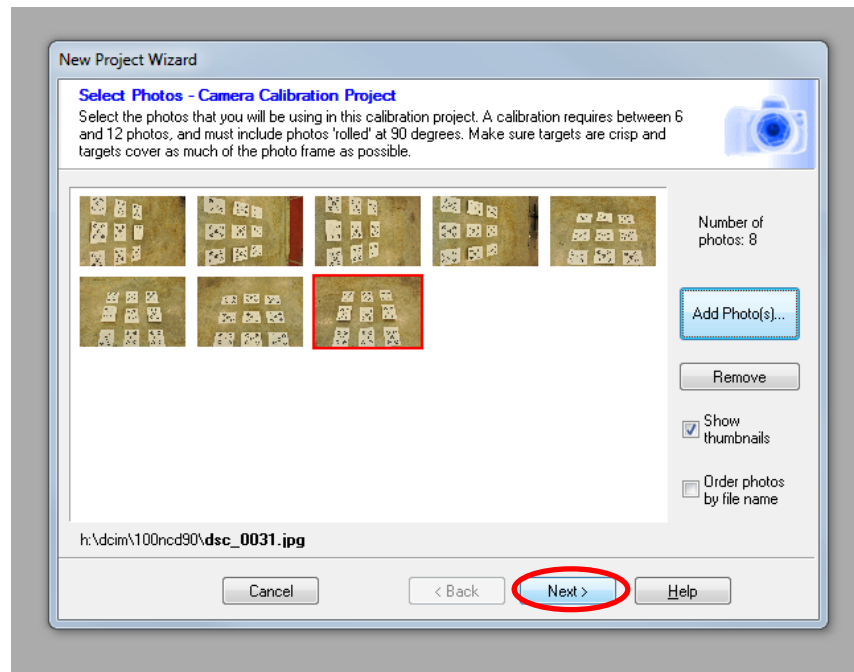 New Project Wizard
Select Photos - Camera Calibration Project
Select the photos that you will be using in this calibration project. A calibration requires between 6
and 12 photos, and must include photos 'rolled' at 90 degrees. Make sure targets are crisp and
targets cover as much of the photo frame as possible.
Number of
photos: 8
Add Photo(s)...
Remove
Show
thumbnails
Order photos
by file name
h:\dcim\100ncd90\dsc_0031.jpg
Cancel
< Back
Next >
Help